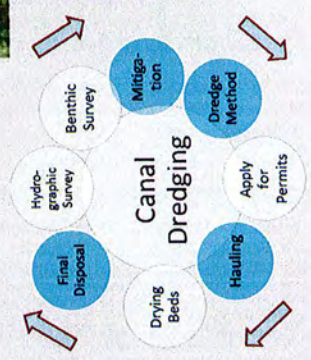 Canal
Dredging
Hydro-
graphic
Survey
Benthic
Survey
Mitiga-
tion
Dredge
Method
Apply
for
Permits
Hauling
Drying
Beds
Final
Disposal